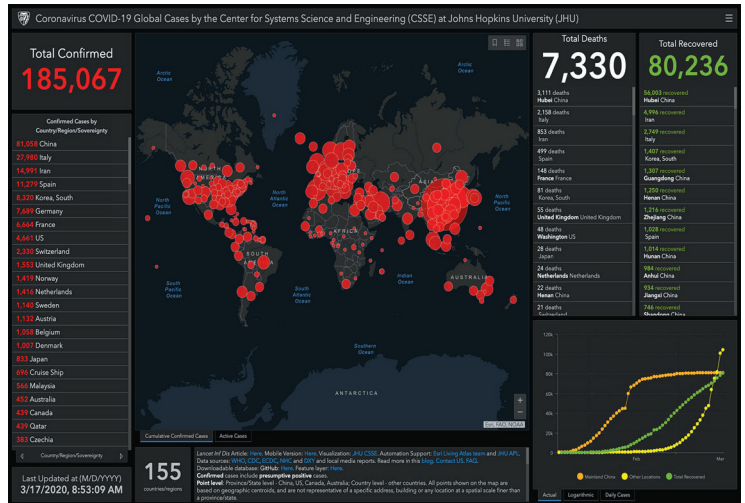 Coronavirus COVID-19 Global Cases by the Center for Systems Science and Engineering (CSSE) at Johns Hopkins University (JHU)
Total Confirmed
185,067
Confirmed Cases by
Country/Region/Sovereignty
81,058 China
27,980 Italy
14,991 Iran
11,279 Spain
8,320 Korea, South
7,689 Germany
6,664 France
4,661 US
2,330 Switzerland
1,553 United Kingdom
1,419 Norway
1,416 Netherlands
1,140 Sweden
1,132 Austria
1,058 Belgium
1,007 Denmark
833 Japan
696 Cruise Ship
566 Malaysia
452 Australia
439 Canada
439 Qatar
383 Czechia
Country/Region/Sovereignty
Last Updated at (M/D/YYYY)
3/17/2020, 8:53:09 AM
Arctic
Ocean
Arctic
Ocean
NORTH
North
Pacific
Ocean
North
Atlantic
Ocean
ASIA
North
Pacific
Ocean
AFRICA
SOUTH
South
Pacific
Ocean
South
Atlantic
Ocean
Indian
Ocean
AUSTRALIA
Southern
Ocean
ANTARCTICA
Esri, FAO, NOAA
Cumulative Confirmed Cases
Active Cases
155
countries/regions
Lancet Inf Dis Article: Here. Mobile Version: Here. Visualization: JHU CSSE. Automation Support: Esri Living Atlas team and JHU APL.
Data sources: WHO, CDC, ECDC, NHC and DXY and local media reports. Read more in this blog. Contact US. FAQ.
Downloadable database: GitHub: Here. Feature layer: Here.
Confirmed cases include presumptive positive cases.
Point level: Province/State level - China, US, Canada, Australia; Country level - other countries. All points shown on the map are
based on geographic centroids, and are not representative of a specific address, building or any location at a spatial scale finer
than a province/state.
Total Deaths
7,330
3,111 deaths
Hubei China
2,158 deaths
Italy
853 deaths
Iran
499 deaths
Spain
148 deaths
France France
81 deaths
Korea, South
55 deaths
United Kingdom United Kingdom
48 deaths
Washington US
28 deaths
Japan
24 deaths
Netherlands Netherlands
22 deaths
Henan China
21 deaths
Switzerland
Total Recovered
80,236
56,003 recovered
Hubei China
4,996 recovered
Iran
2,749 recovered
Italy
1,407 recovered
Korea, South
1,307 recovered
Guangdong China
1,250 recovered
Henan China
1,216 recovered
Zhejiang China
1,028 recovered
Spain
1,014 recovered
Hunan China
984 recovered
Anhui China
934 recovered
Jiangxi China
746 recovered
Shandong China
120k
100k
80k
60k
40k
20k
0
Feb
Mar
Mainland China
Other Locations
Total Recovered
Actual
Logarithmic
Daily Cases